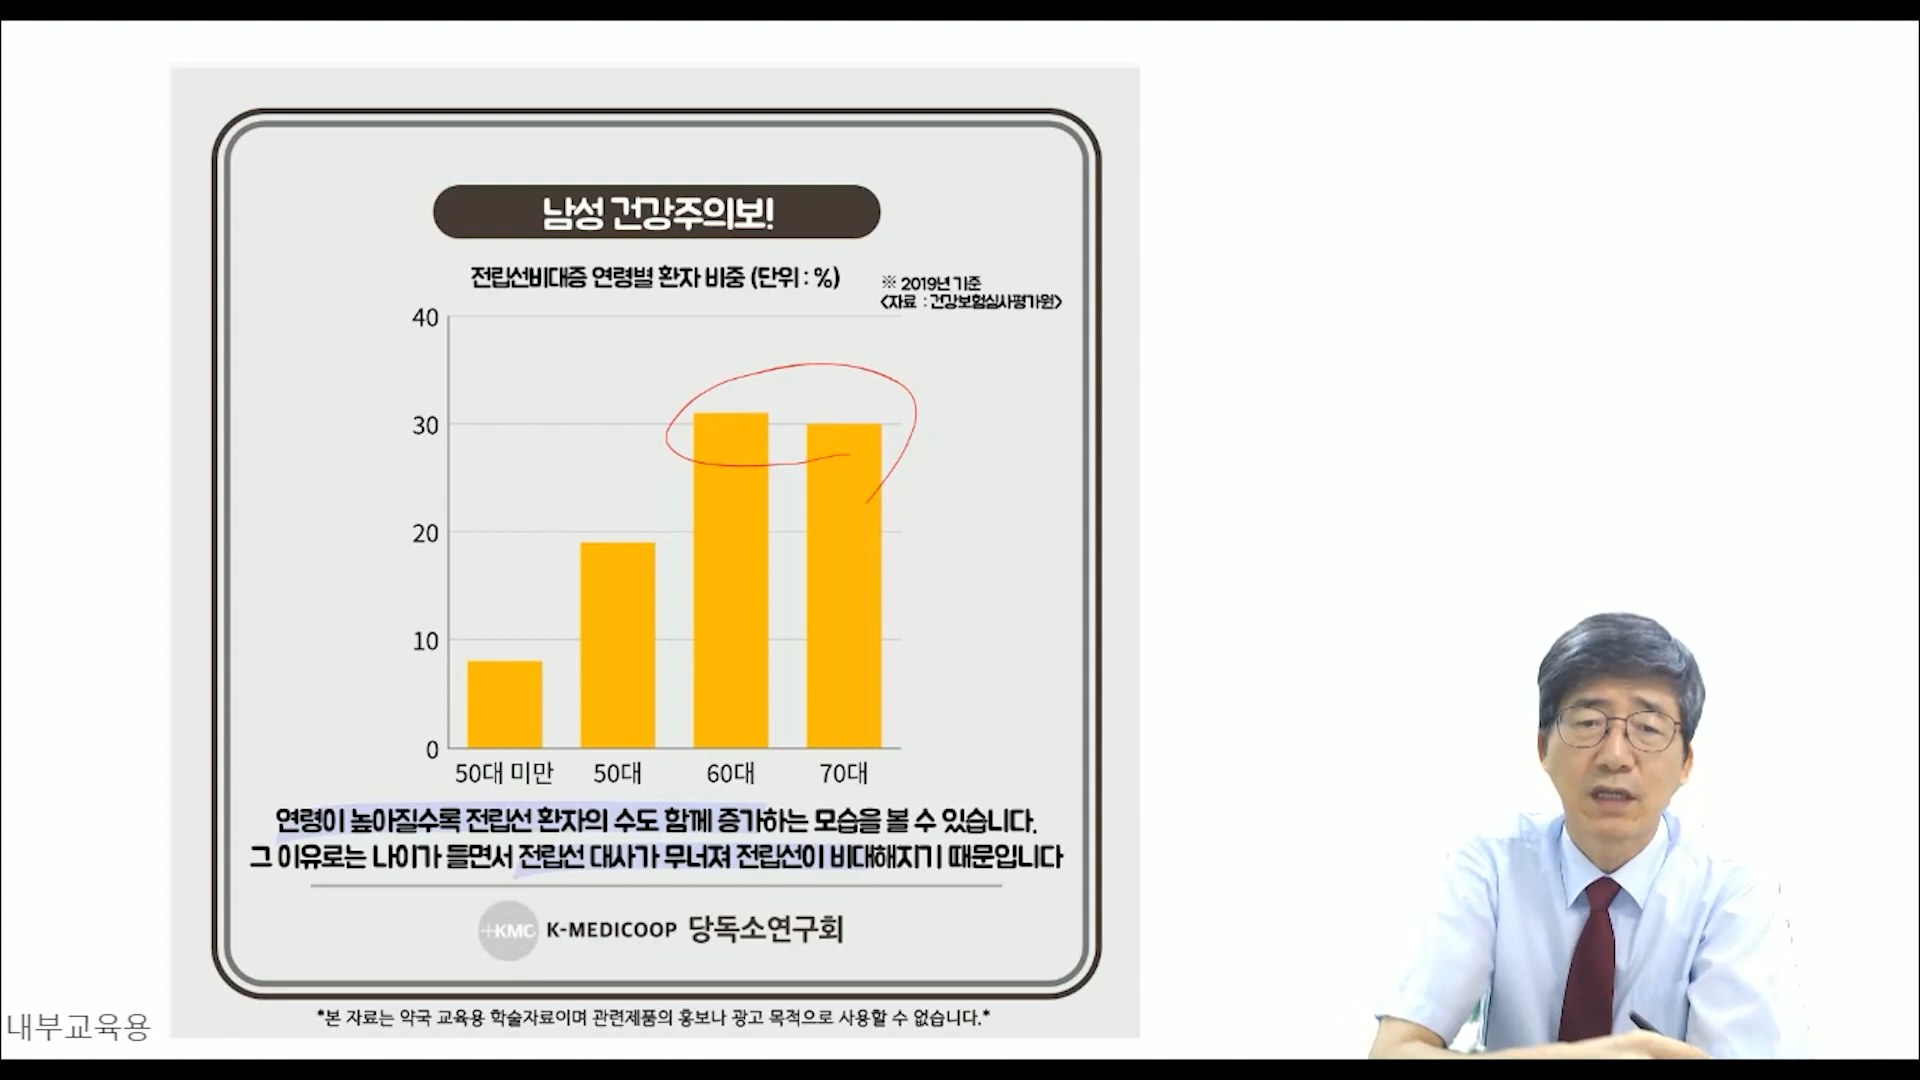 남성 건강주의보!
전립선비대증 연령별 환자 비중 (단위 : %)
※ 2019년 기준
<자료 : 건강보험심사평가원>
40
30
20
10
0
50대 미만 50대 60대 70대
연령이 높아질수록 전립선 환자의 수도 함께 증가하는 모습을 볼 수 있습니다.
그 이유로는 나이가 들면서 전립선 대사가 무너져 전립선이 비대해지기 때문입니다
+KMC K-MEDICOOP 당독소연구회
*본 자료는 약국 교육용 학술자료이며 관련제품의 홍보나 광고 목적으로 사용할 수 없습니다.*
내부교육용